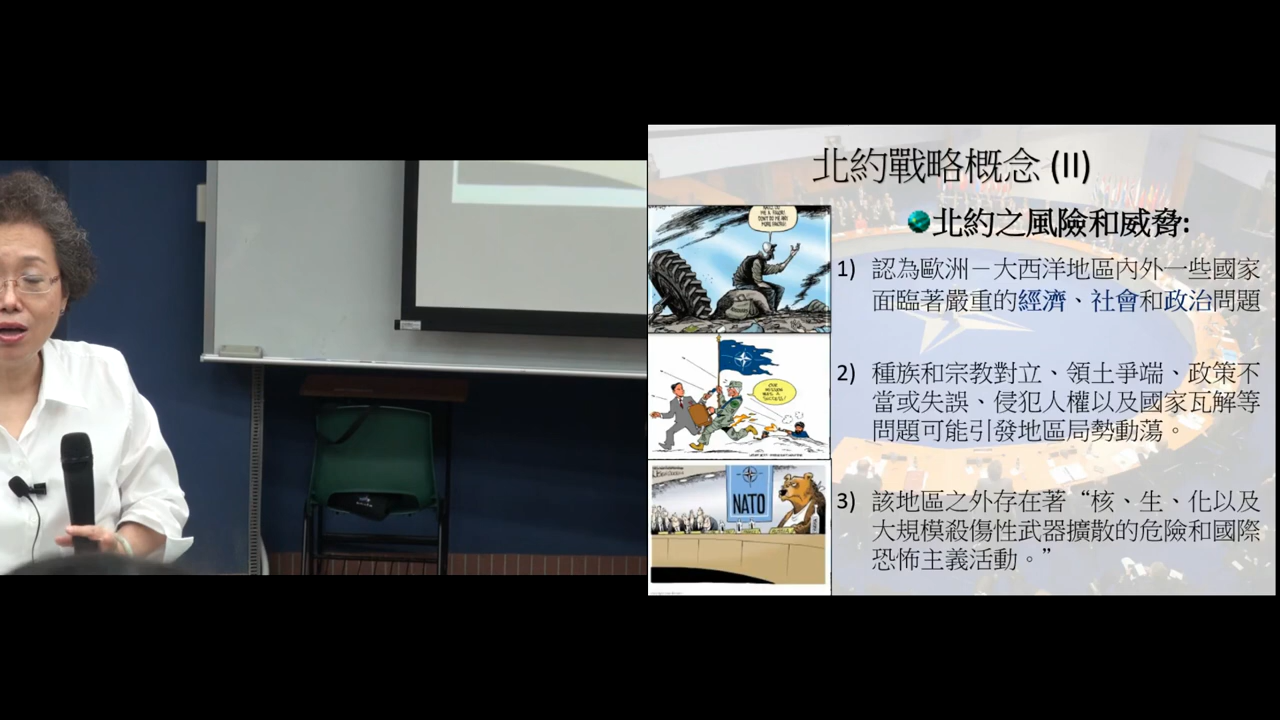 北約戰略概念 (II)
北約之風險和威脅:
1) 認為歐洲－大西洋地區內外一些國家
面臨著嚴重的經濟、社會和政治問題
2) 種族和宗教對立、領土爭端、政策不
當或失誤、侵犯人權以及國家瓦解等
問題可能引發地區局勢動蕩。
3) 該地區之外存在著“核、生、化以及
大規模殺傷性武器擴散的危險和國際
恐怖主義活動。”
NATO